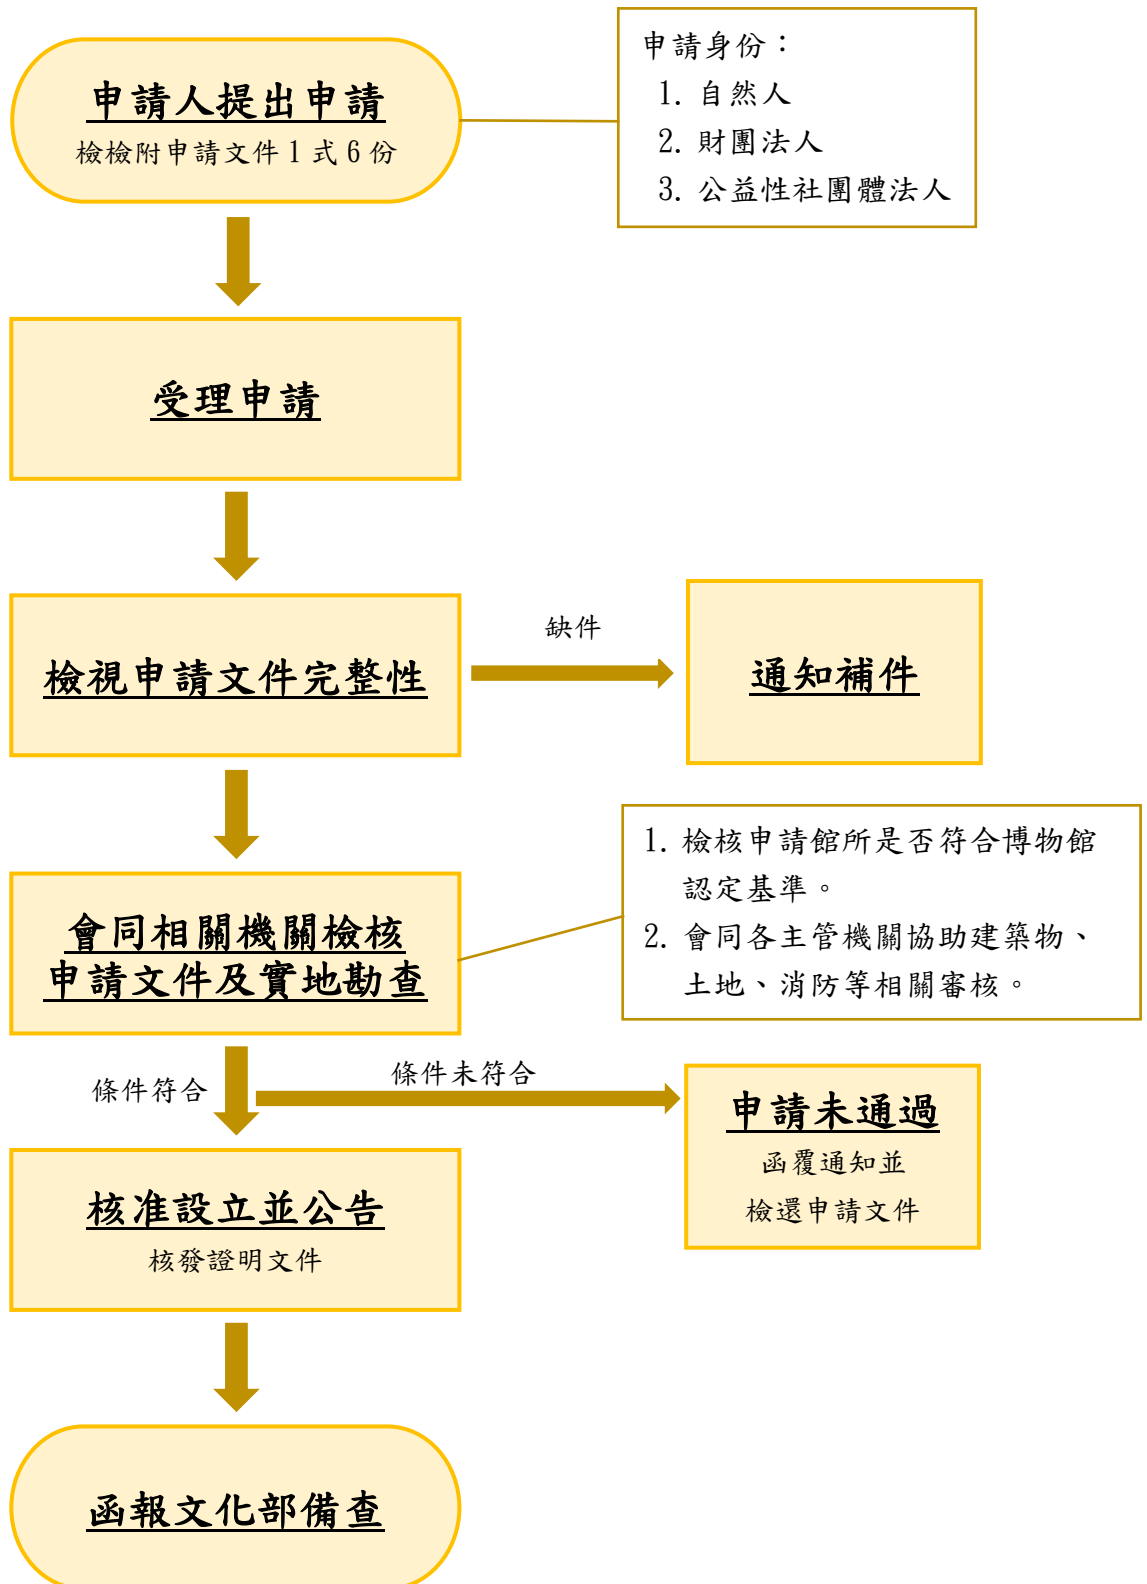 申請人提出申請
檢檢附申請文件 1 式 6 份
申請身份：
1. 自然人
2. 財團法人
3. 公益性社團體法人
受理申請
檢視申請文件完整性
缺件
通知補件
會同相關機關檢核
申請文件及實地勘查
1. 檢核申請館所是否符合博物館
認定基準。
2. 會同各主管機關協助建築物、
土地、消防等相關審核。
條件符合
條件未符合
申請未通過
函覆通知並
檢還申請文件
核准設立並公告
核發證明文件
函報文化部備查